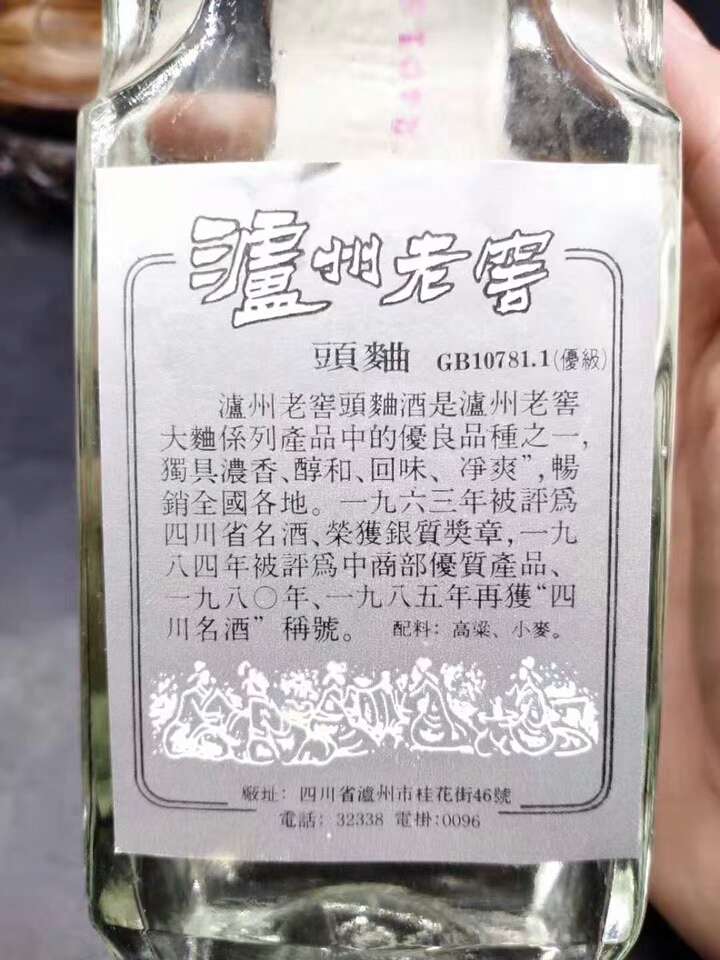 瀘州老窖
頭麯 GB10781.1(優級)
瀘州老窖頭麯酒是瀘州老窖
大麯係列產品中的優良品種之一,
獨具濃香、醇和、回味、凈爽”,暢
銷全國各地。一九六三年被評爲
四川省名酒、榮獲銀質獎章,一九
八四年被評爲中商部優質產品、
一九八〇年、一九八五年再獲“四
川名酒”稱號。 配料：高粱、小麥。
廠址：四川省瀘州市桂花街46號
電話：32338 電掛:0096